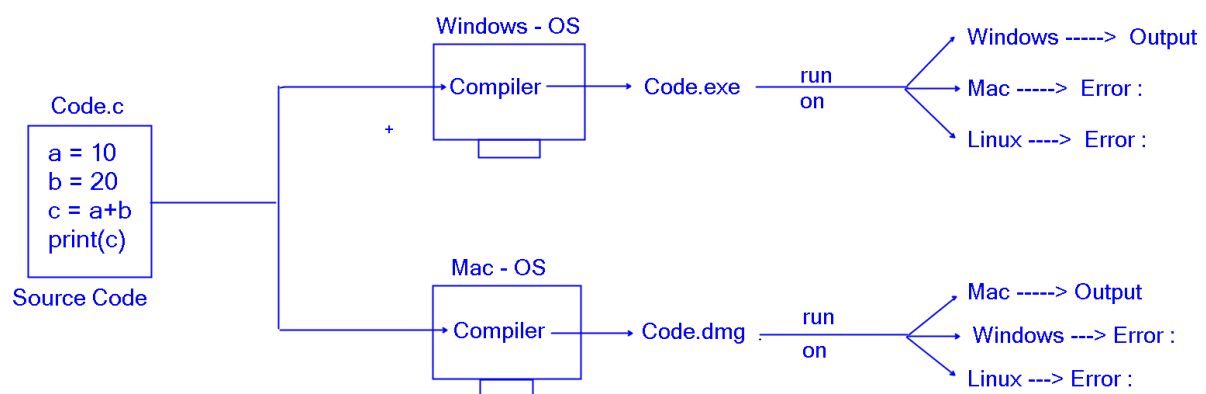 Code.c
a = 10
b = 20
c = a+b
print(c)
Source Code
+
Windows - OS
Compiler
Code.exe
run
on
Windows -----> Output
Mac -----> Error :
Linux ----> Error :
Mac - OS
Compiler
Code.dmg
run
on
Mac -----> Output
Windows ---> Error :
Linux ---> Error :